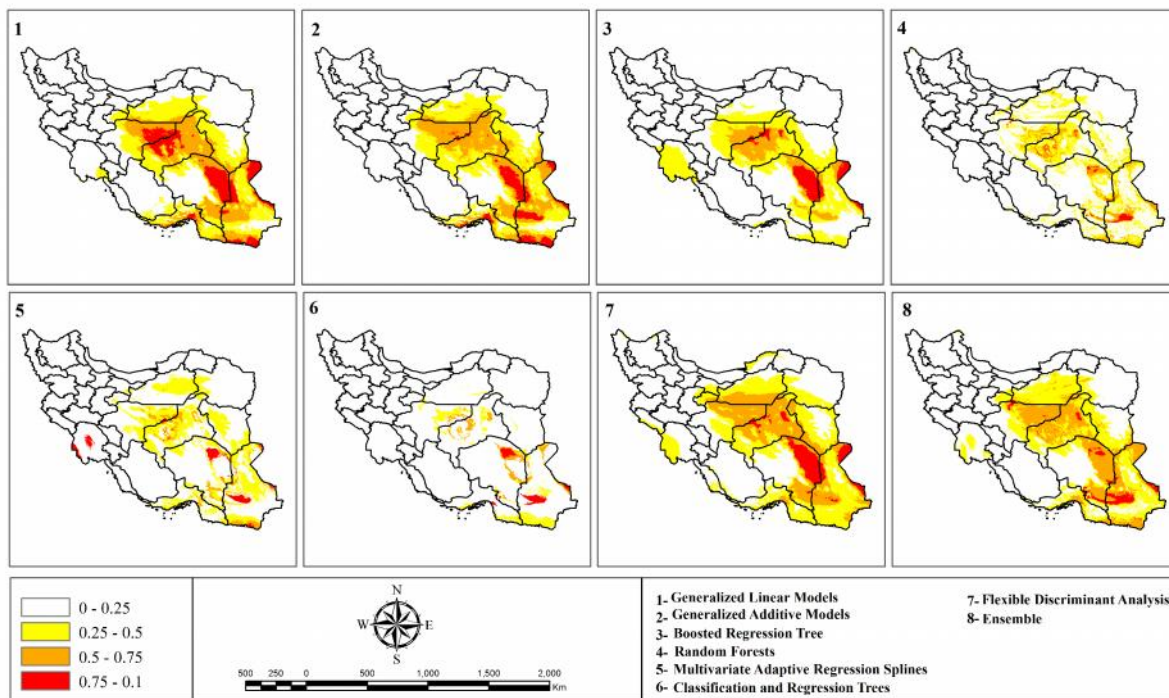 1
2
3
4
5
6
7
8
0 - 0.25
0.25 - 0.5
0.5 - 0.75
0.75 - 0.1
N
W E
S
500 250 0 500 1,000 1,500 2,000
Km
1- Generalized Linear Models
2- Generalized Additive Models
3- Boosted Regression Tree
4- Random Forests
5- Multivariate Adaptive Regression Splines
6- Classification and Regression Trees
7- Flexible Discriminant Analysis
8- Ensemble